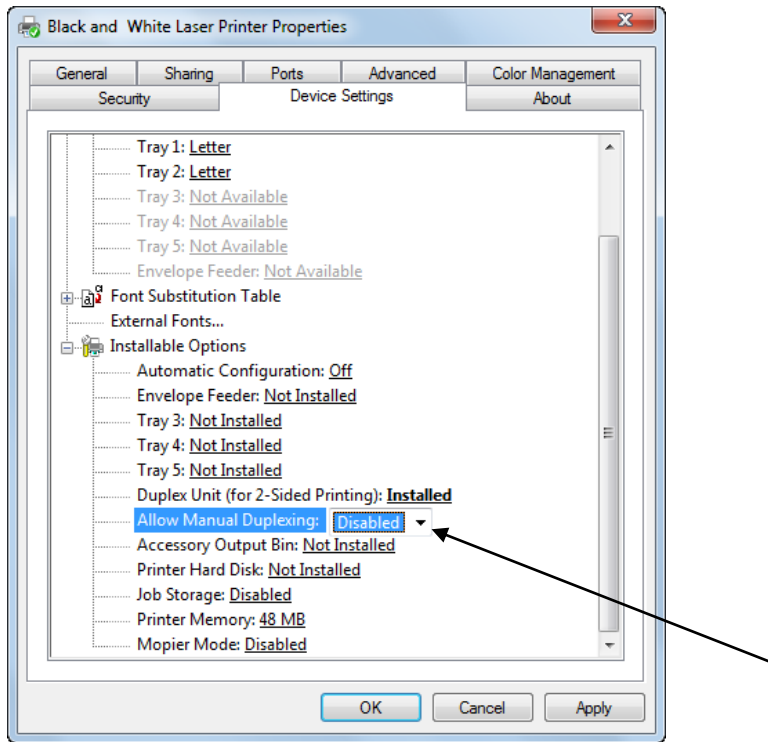 Black and White Laser Printer Properties
General Sharing Ports Advanced Color Management
Security Device Settings About
Tray 1: Letter
Tray 2: Letter
Tray 3: Not Available
Tray 4: Not Available
Tray 5: Not Available
Envelope Feeder: Not Available
Font Substitution Table
External Fonts...
Installable Options
Automatic Configuration: Off
Envelope Feeder: Not Installed
Tray 3: Not Installed
Tray 4: Not Installed
Tray 5: Not Installed
Duplex Unit (for 2-Sided Printing): Installed
Allow Manual Duplexing: Disabled
Accessory Output Bin: Not Installed
Printer Hard Disk: Not Installed
Job Storage: Disabled
Printer Memory: 48 MB
Mopier Mode: Disabled
OK Cancel Apply